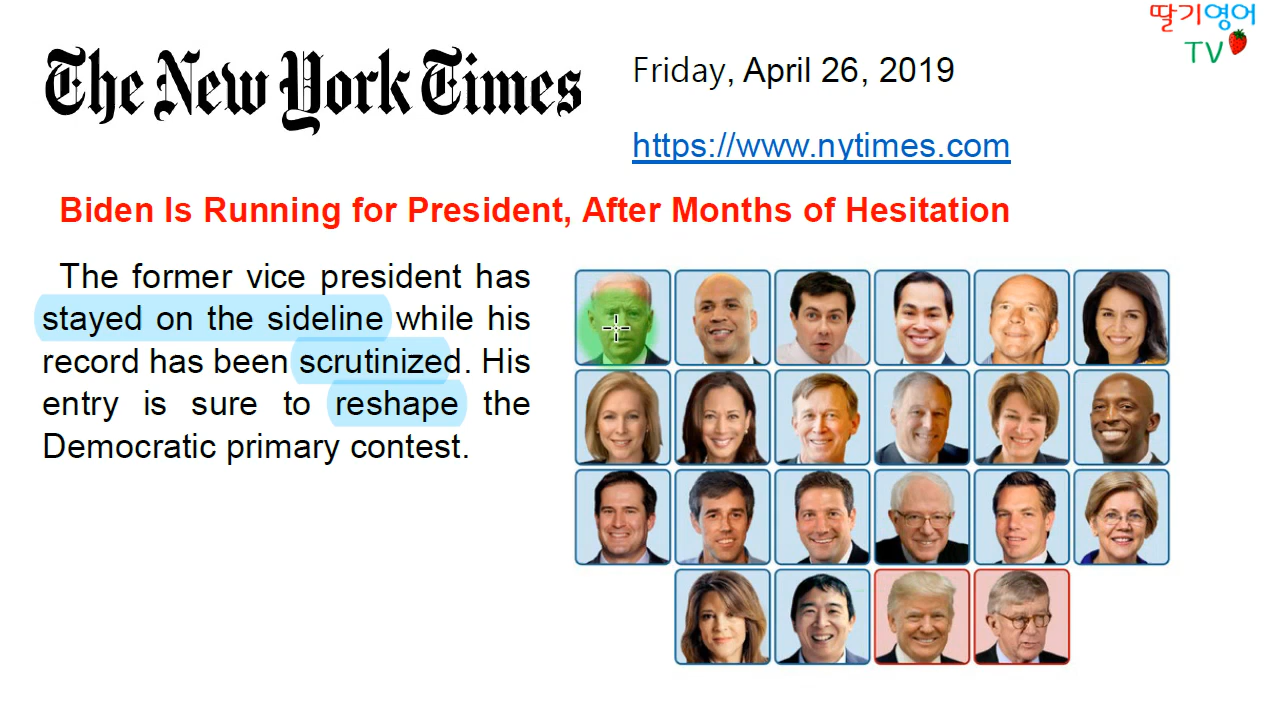 딸기영어
TV
The New York Times
Friday, April 26, 2019
https://www.nytimes.com
Biden Is Running for President, After Months of Hesitation
The former vice president has
stayed on the sideline while his
record has been scrutinized. His
entry is sure to reshape the
Democratic primary contest.